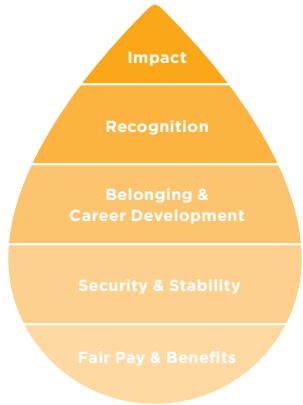 Impact
Recognition
Belonging &
Career Development
Security & Stability
Fair Pay & Benefits